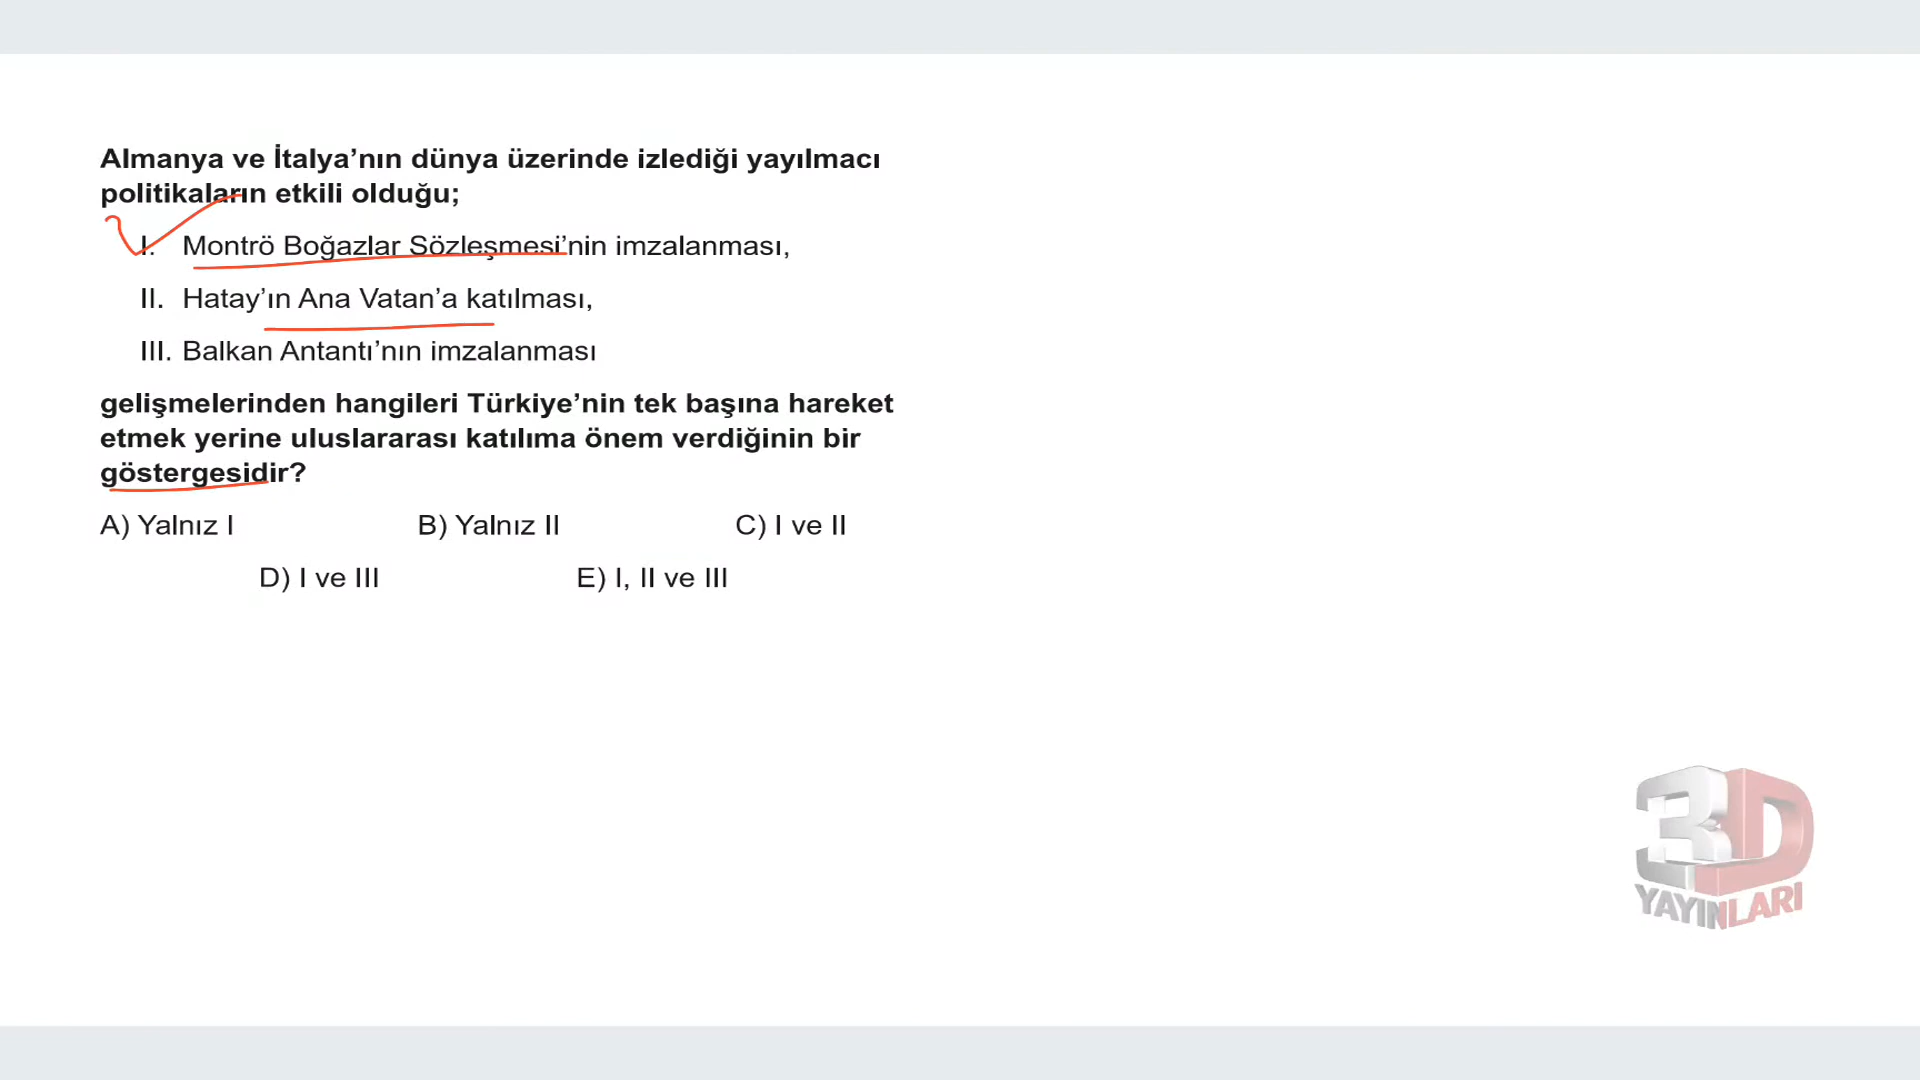 Almanya ve İtalya’nın dünya üzerinde izlediği yayılmacı
politikaların etkili olduğu;
I. Montrö Boğazlar Sözleşmesi’nin imzalanması,
II. Hatay’ın Ana Vatan’a katılması,
III. Balkan Antantı’nın imzalanması
gelişmelerinden hangileri Türkiye’nin tek başına hareket
etmek yerine uluslararası katılıma önem verdiğinin bir
göstergesidir?
A) Yalnız I B) Yalnız II C) I ve II
D) I ve III E) I, II ve III
3D
YAYINLARI